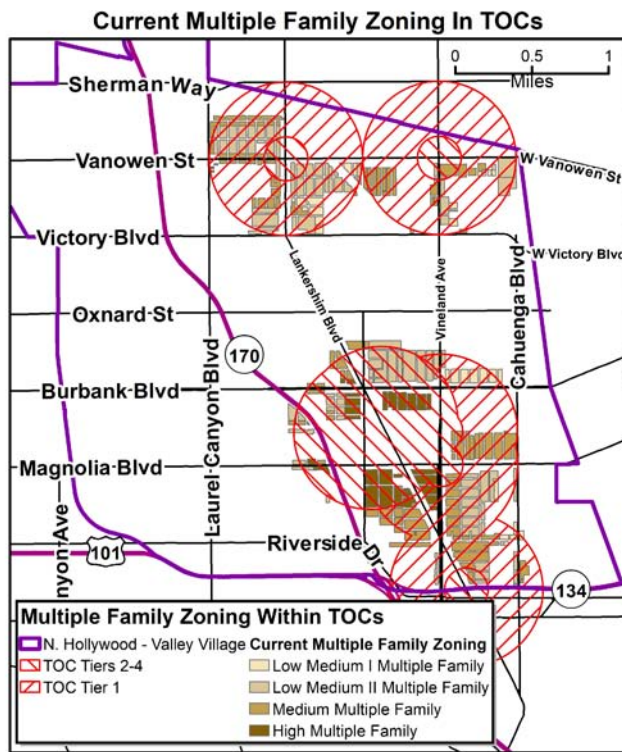 Current Multiple Family Zoning In TOCs
0 0.5 1
Miles
Sherman Way
Vanowen St
W Vanowen St
Victory Blvd
W Victory Blvd
Lankershim Blvd
Vineland Ave
Cahuenga Blvd
Oxnard St
170
Laurel Canyon Blvd
Burbank Blvd
Magnolia Blvd
nyon Ave
101
Riverside Dr
134
Multiple Family Zoning Within TOCs
N. Hollywood - Valley Village
TOC Tiers 2-4
TOC Tier 1
Current Multiple Family Zoning
Low Medium I Multiple Family
Low Medium II Multiple Family
Medium Multiple Family
High Multiple Family